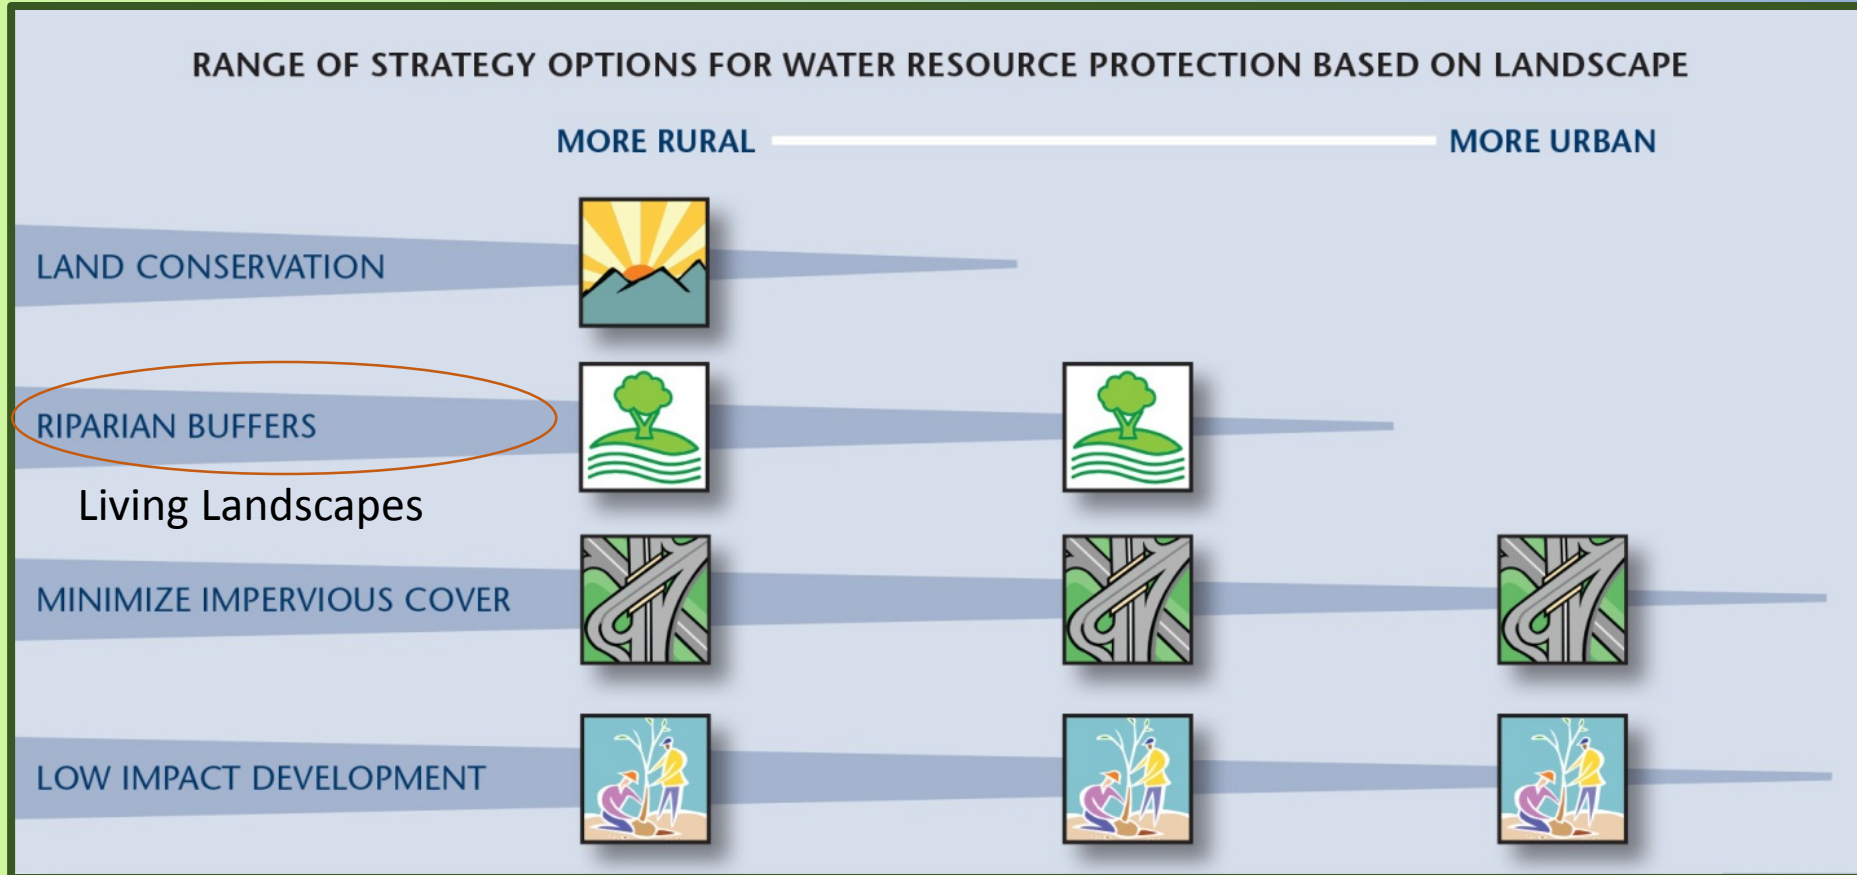 RANGE OF STRATEGY OPTIONS FOR WATER RESOURCE PROTECTION BASED ON LANDSCAPE
MORE RURAL MORE URBAN
LAND CONSERVATION
RIPARIAN BUFFERS
Living Landscapes
MINIMIZE IMPERVIOUS COVER
LOW IMPACT DEVELOPMENT